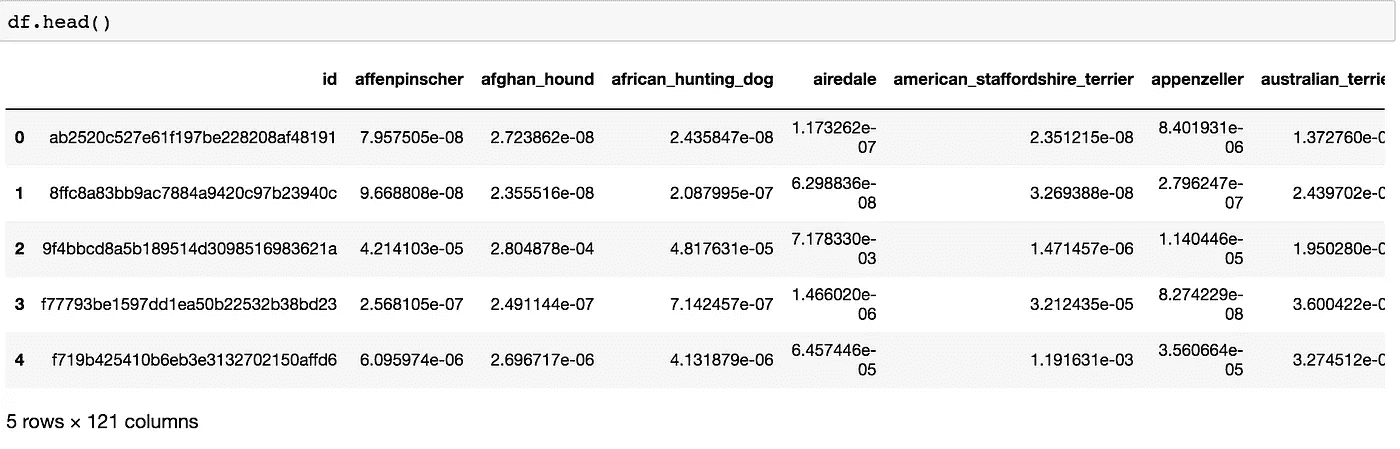 df.head()
id affenpinscher afghan_hound african_hunting_dog airedale american_staffordshire_terrier appenzeller australian_terrie
0 ab2520c527e61f197be228208af48191 7.957505e-08 2.723862e-08 2.435847e-08 1.173262e-07 2.351215e-08 8.401931e-06 1.372760e-0
1 8ffc8a83bb9ac7884a9420c97b23940c 9.668808e-08 2.355516e-08 2.087995e-07 6.298836e-08 3.269388e-08 2.796247e-07 2.439702e-0
2 9f4bbcd8a5b189514d3098516983621a 4.214103e-05 2.804878e-04 4.817631e-05 7.178330e-03 1.471457e-06 1.140446e-05 1.950280e-0
3 f77793be1597dd1ea50b22532b38bd23 2.568105e-07 2.491144e-07 7.142457e-07 1.466020e-06 3.212435e-05 8.274229e-08 3.600422e-0
4 f719b425410b6eb3e3132702150affd6 6.095974e-06 2.696717e-06 4.131879e-06 6.457446e-05 1.191631e-03 3.560664e-05 3.274512e-0
5 rows × 121 columns